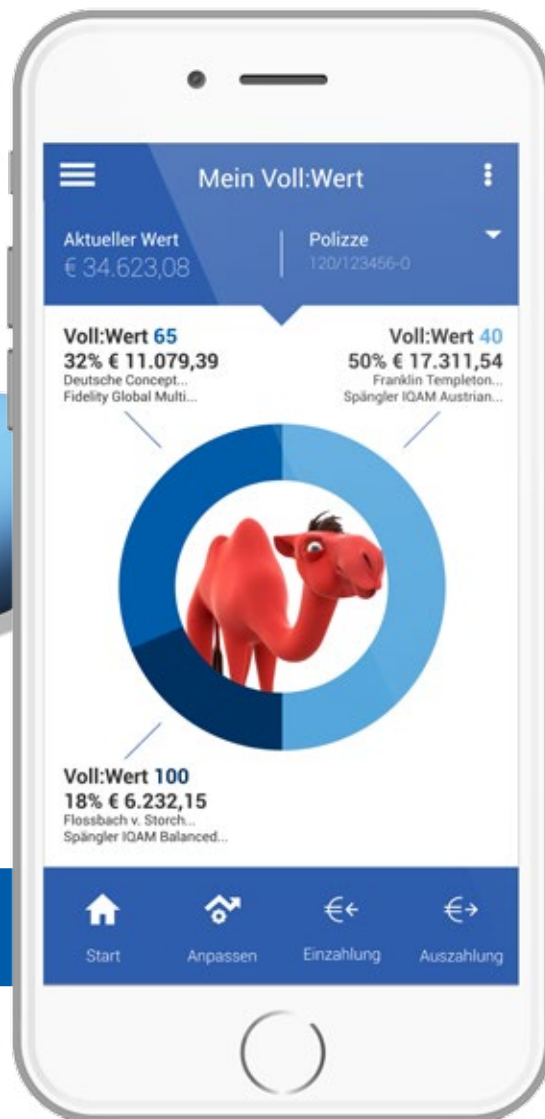 Mein Voll:Wert
Aktueller Wert
€ 34.623,08
Polizze
120/123456-0
Voll:Wert 65
32% € 11.079,39
Deutsche Concept...
Fidelity Global Multi...
Voll:Wert 40
50% € 17.311,54
Franklin Templeton...
Spängler IQAM Austrian...
Voll:Wert 100
18% € 6.232,15
Flossbach v. Storch...
Spängler IQAM Balanced...
Start
Anpassen
Einzahlung
Auszahlung